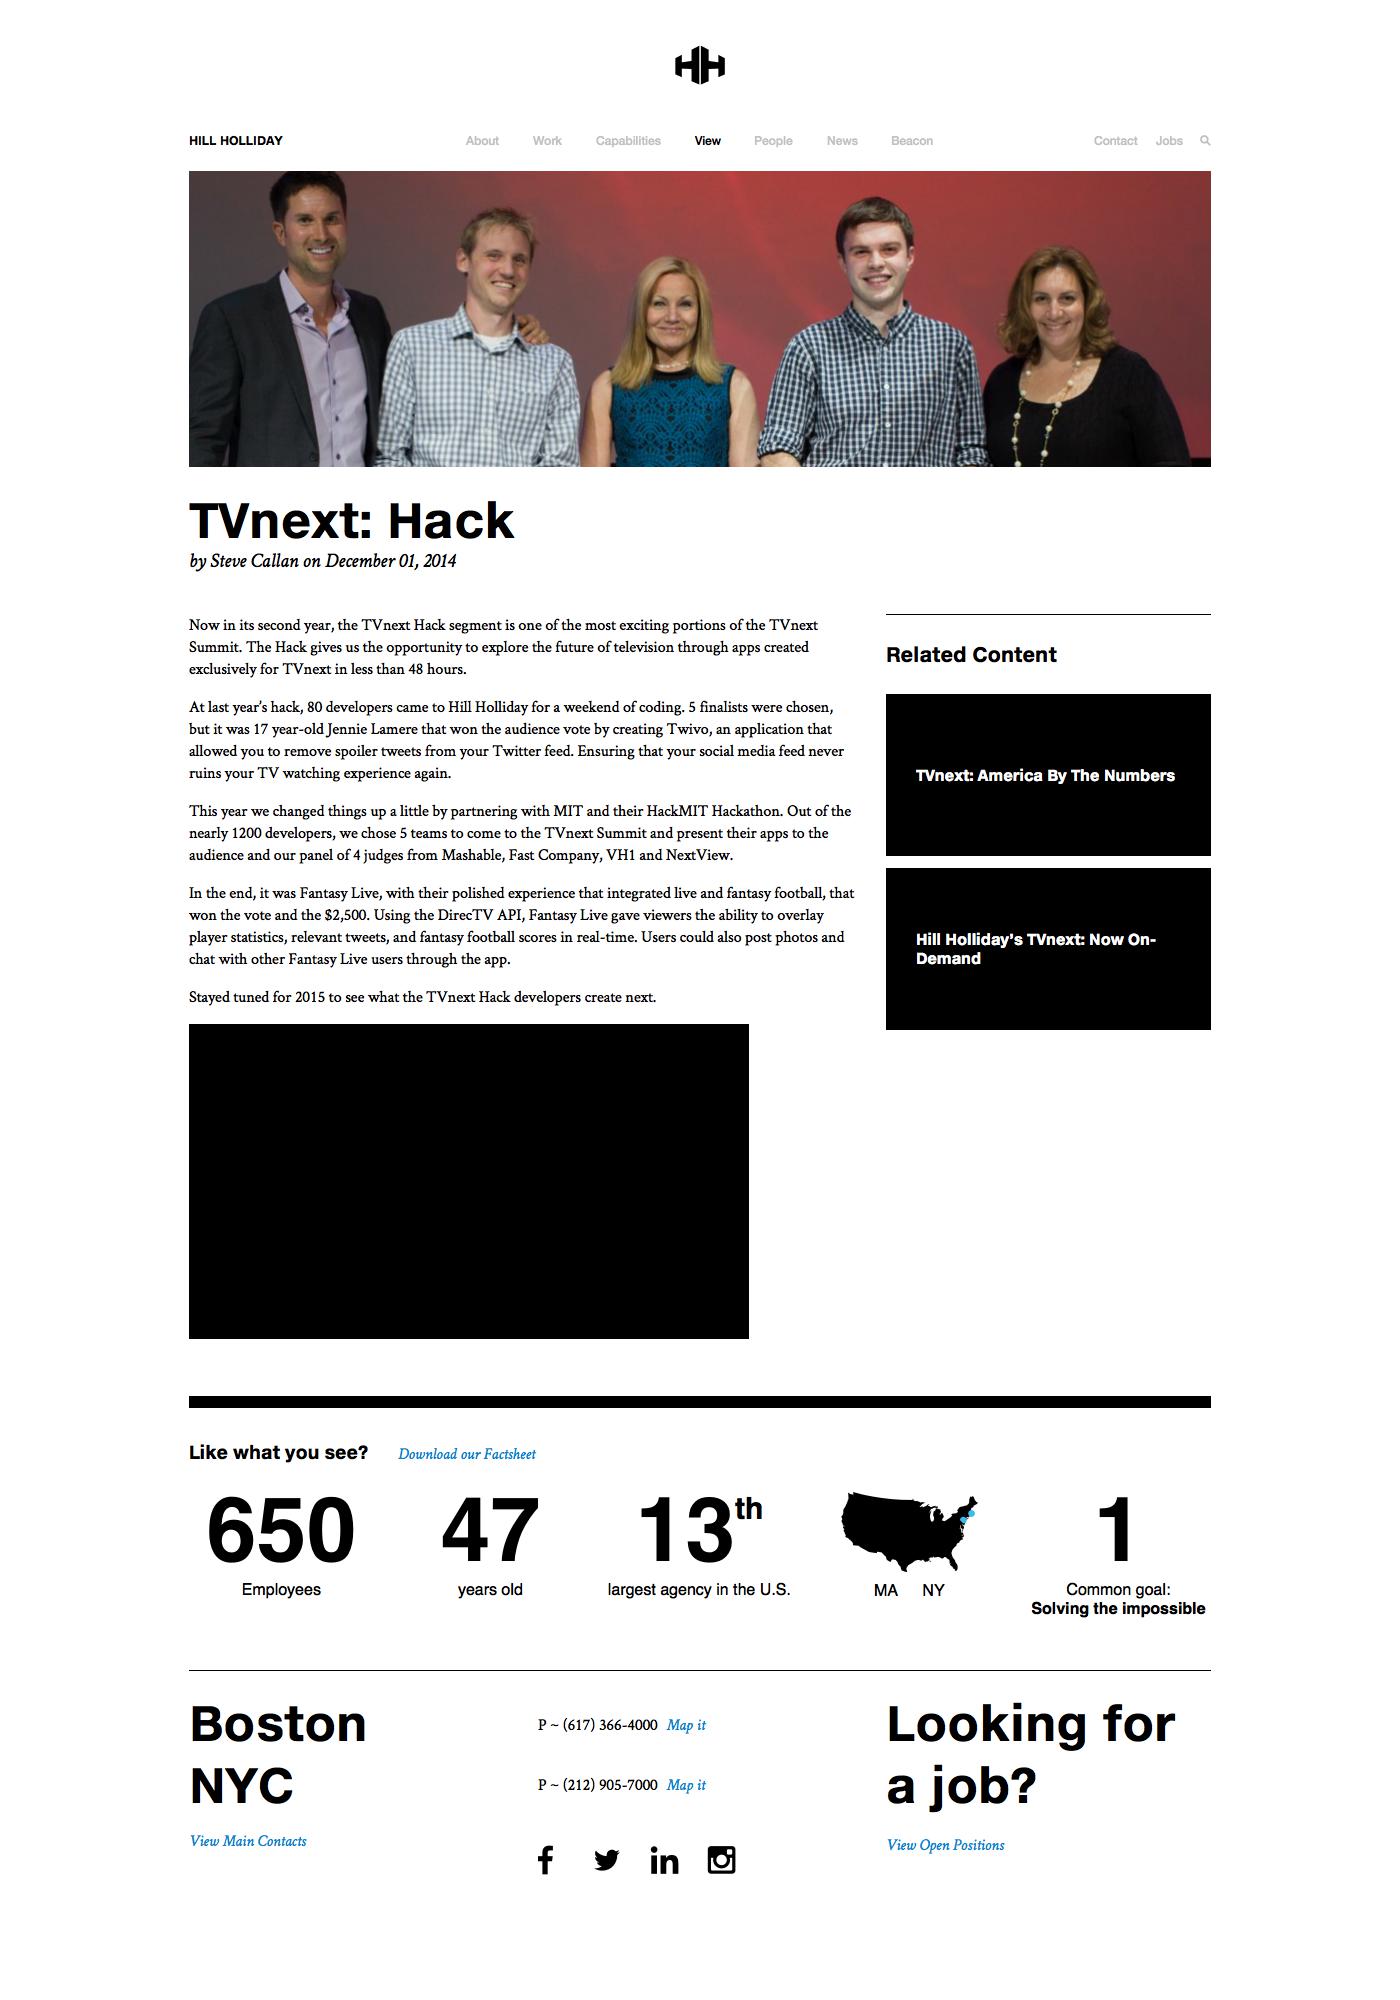 HILL HOLLIDAY
About Work Capabilities View People News Beacon
Contact Jobs
TVnext: Hack
by Steve Callan on December 01, 2014
Now in its second year, the TVnext Hack segment is one of the most exciting portions of the TVnext
Summit. The Hack gives us the opportunity to explore the future of television through apps created
exclusively for TVnext in less than 48 hours.
At last year’s hack, 80 developers came to Hill Holliday for a weekend of coding. 5 finalists were chosen,
but it was 17 year-old Jennie Lamere that won the audience vote by creating Twivo, an application that
allowed you to remove spoiler tweets from your Twitter feed. Ensuring that your social media feed never
ruins your TV watching experience again.
This year we changed things up a little by partnering with MIT and their HackMIT Hackathon. Out of the
nearly 1200 developers, we chose 5 teams to come to the TVnext Summit and present their apps to the
audience and our panel of 4 judges from Mashable, Fast Company, VH1 and NextView.
In the end, it was Fantasy Live, with their polished experience that integrated live and fantasy football, that
won the vote and the $2,500. Using the DirecTV API, Fantasy Live gave viewers the ability to overlay
player statistics, relevant tweets, and fantasy football scores in real-time. Users could also post photos and
chat with other Fantasy Live users through the app.
Stayed tuned for 2015 to see what the TVnext Hack developers create next.
Related Content
TVnext: America By The Numbers
Hill Holliday’s TVnext: Now On-
Demand
Like what you see? Download our Factsheet
650
Employees
47
years old
13th
largest agency in the U.S.
MA NY
1
Common goal:
Solving the impossible
Boston
NYC
View Main Contacts
P ~ (617) 366-4000 Map it
P ~ (212) 905-7000 Map it
Looking for
a job?
View Open Positions